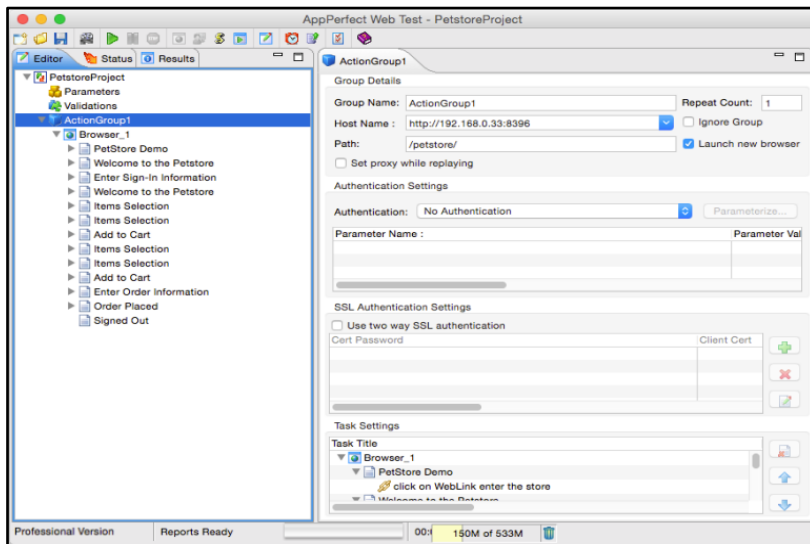 AppPerfect Web Test - PetstoreProject
Editor Status Results
PetstoreProject
Parameters
Validations
ActionGroup1
Browser_1
PetStore Demo
Welcome to the Petstore
Enter Sign-In Information
Welcome to the Petstore
Items Selection
Items Selection
Add to Cart
Items Selection
Items Selection
Add to Cart
Enter Order Information
Order Placed
Signed Out
ActionGroup1
Group Details
Group Name: ActionGroup1 Repeat Count: 1
Host Name : http://192.168.0.33:8396 Ignore Group
Path: /petstore/ Launch new browser
Set proxy while replaying
Authentication Settings
Authentication: No Authentication Parameterize...
Parameter Name : Parameter Val
SSL Authentication Settings
Use two way SSL authentication
Cert Password Client Cert
Task Settings
Task Title
Browser_1
PetStore Demo
click on WebLink enter the store
Welcome to the Petstore
Professional Version Reports Ready 00: 150M of 533M